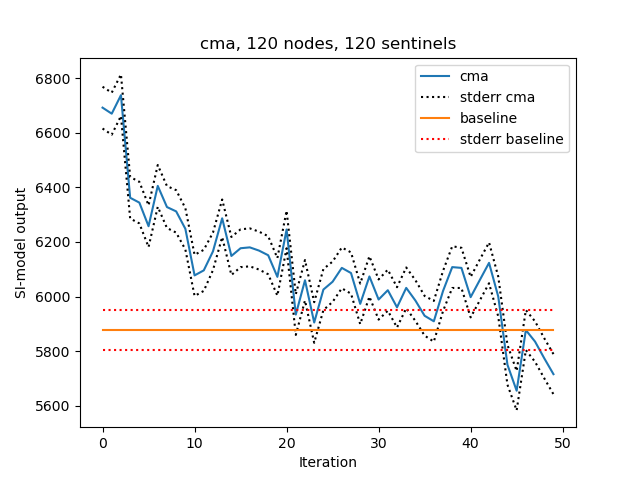 cma, 120 nodes, 120 sentinels
cma
stderr cma
baseline
stderr baseline
SI-model output
6800
6600
6400
6200
6000
5800
5600
0 10 20 30 40 50
Iteration